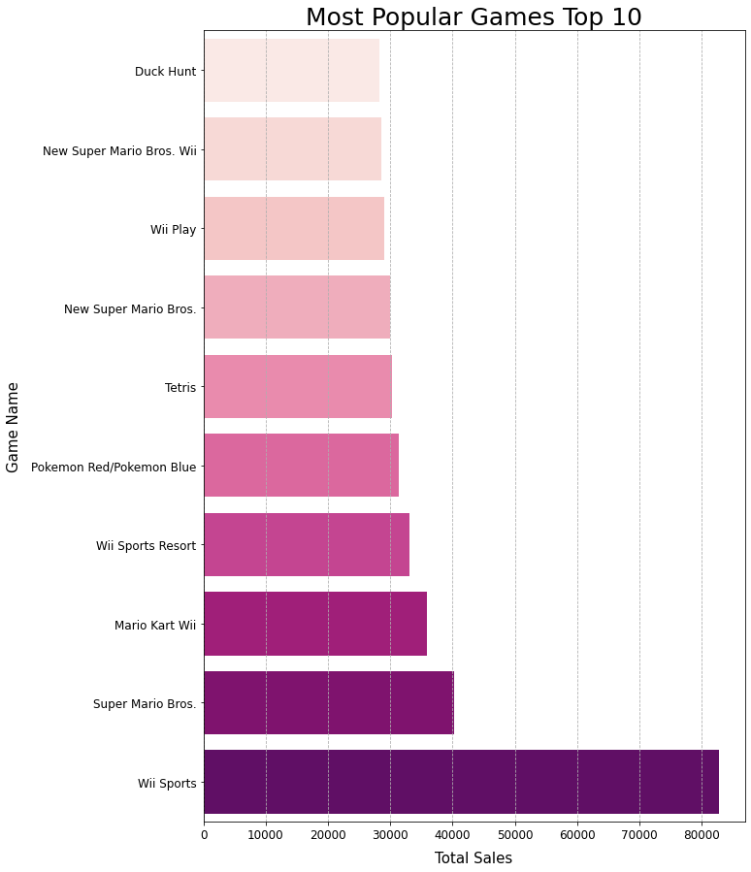 Most Popular Games Top 10
Game Name
Duck Hunt
New Super Mario Bros. Wii
Wii Play
New Super Mario Bros.
Tetris
Pokemon Red/Pokemon Blue
Wii Sports Resort
Mario Kart Wii
Super Mario Bros.
Wii Sports
0 10000 20000 30000 40000 50000 60000 70000 80000
Total Sales